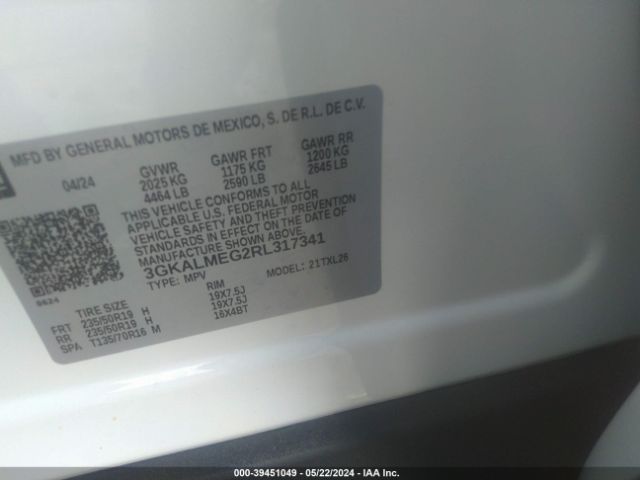 MFD BY GENERAL MOTORS DE MEXICO, S. DE R.L. DE C.V.
04/24 GVWR GAWR FRT GAWR RR
2025 KG 1175 KG 1200 KG
4464 LB 2590 LB 2645 LB
THIS VEHICLE CONFORMS TO ALL
APPLICABLE U.S. FEDERAL MOTOR
VEHICLE SAFETY AND THEFT PREVENTION
STANDARDS IN EFFECT ON THE DATE OF
MANUFACTURE SHOWN ABOVE.
3GKALMEG2RL317341
TYPE: MPV MODEL: 21TXL26
TIRE SIZE RIM
FRT 235/50R19 H 19X7.5J
RR 235/50R19 H 19X7.5J
SPA T135/70R16 M 16X4BT
000-39451049 - 05/22/2024 - IAA Inc.